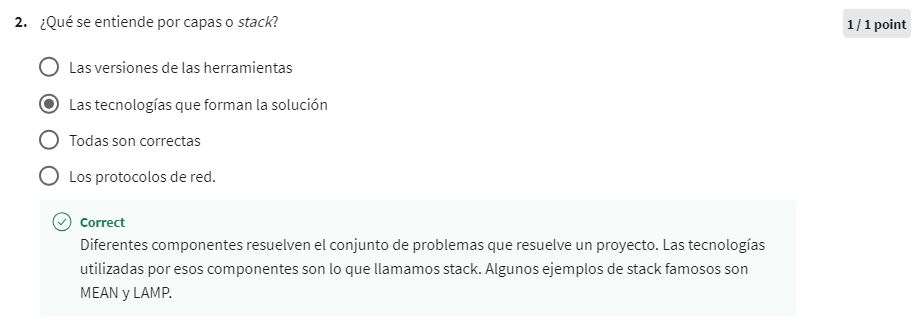 2. ¿Qué se entiende por capas o stack?
1 / 1 point
Las versiones de las herramientas
Las tecnologías que forman la solución
Todas son correctas
Los protocolos de red.
Correct
Diferentes componentes resuelven el conjunto de problemas que resuelve un proyecto. Las tecnologías
utilizadas por esos componentes son lo que llamamos stack. Algunos ejemplos de stack famosos son
MEAN y LAMP.